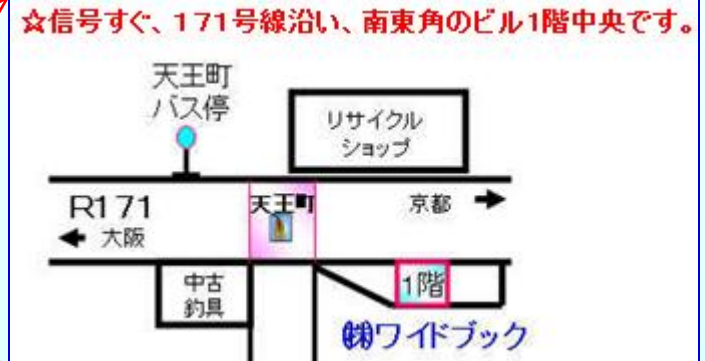 ☆信号すぐ、171号線沿い、南東角のビル1階中央です。
天王町
バス停
リサイクル
ショップ
R171
天王町
京都 ➡
⬅ 大阪
中古
釣具
1階
㈱ワイドブック